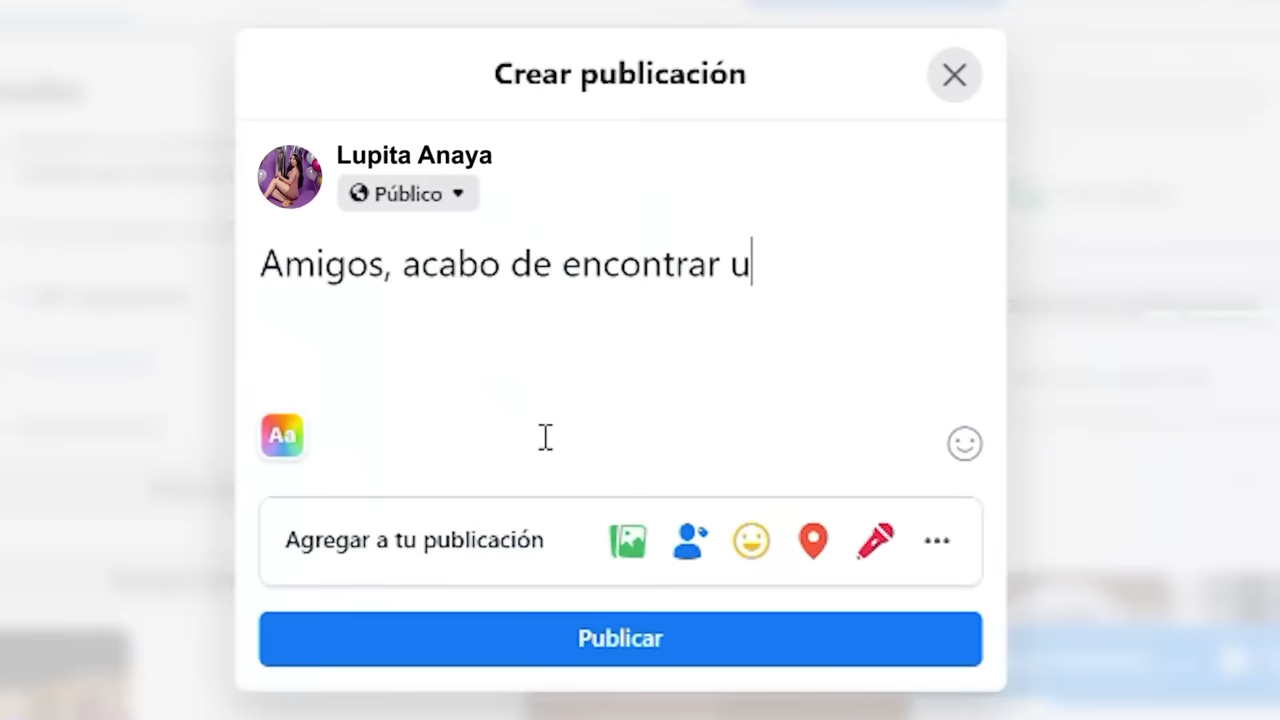 Crear publicación
Lupita Anaya
Público
Amigos, acabo de encontrar u
Aa
Agregar a tu publicación
Publicar